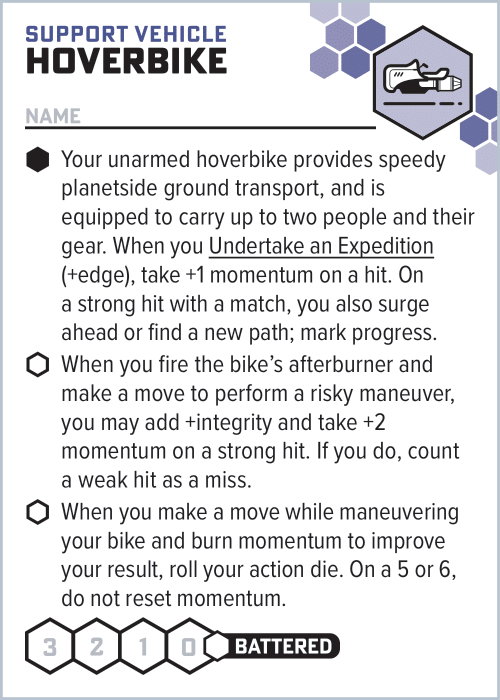 SUPPORT VEHICLE
HOVERBIKE
NAME
Your unarmed hoverbike provides speedy
planetside ground transport, and is
equipped to carry up to two people and their
gear. When you Undertake an Expedition
(+edge), take +1 momentum on a hit. On
a strong hit with a match, you also surge
ahead or find a new path; mark progress.
When you fire the bike’s afterburner and
make a move to perform a risky maneuver,
you may add +integrity and take +2
momentum on a strong hit. If you do, count
a weak hit as a miss.
When you make a move while maneuvering
your bike and burn momentum to improve
your result, roll your action die. On a 5 or 6,
do not reset momentum.
3 2 1 0 BATTERED